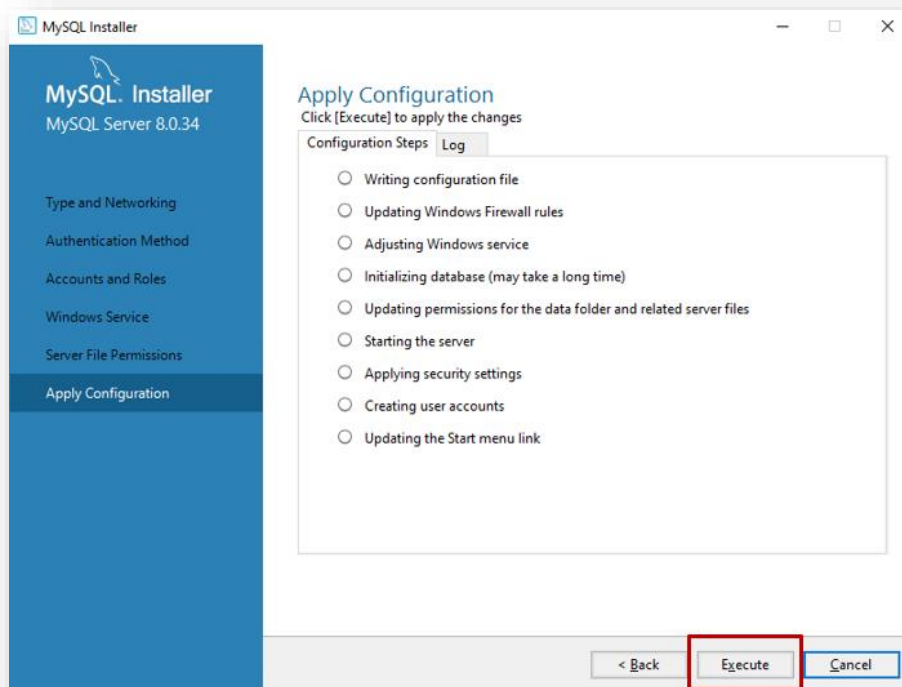 MySQL Installer
MySQL. Installer
MySQL Server 8.0.34
Type and Networking
Authentication Method
Accounts and Roles
Windows Service
Server File Permissions
Apply Configuration
Apply Configuration
Click [Execute] to apply the changes
Configuration Steps Log
Writing configuration file
Updating Windows Firewall rules
Adjusting Windows service
Initializing database (may take a long time)
Updating permissions for the data folder and related server files
Starting the server
Applying security settings
Creating user accounts
Updating the Start menu link
< Back Execute Cancel